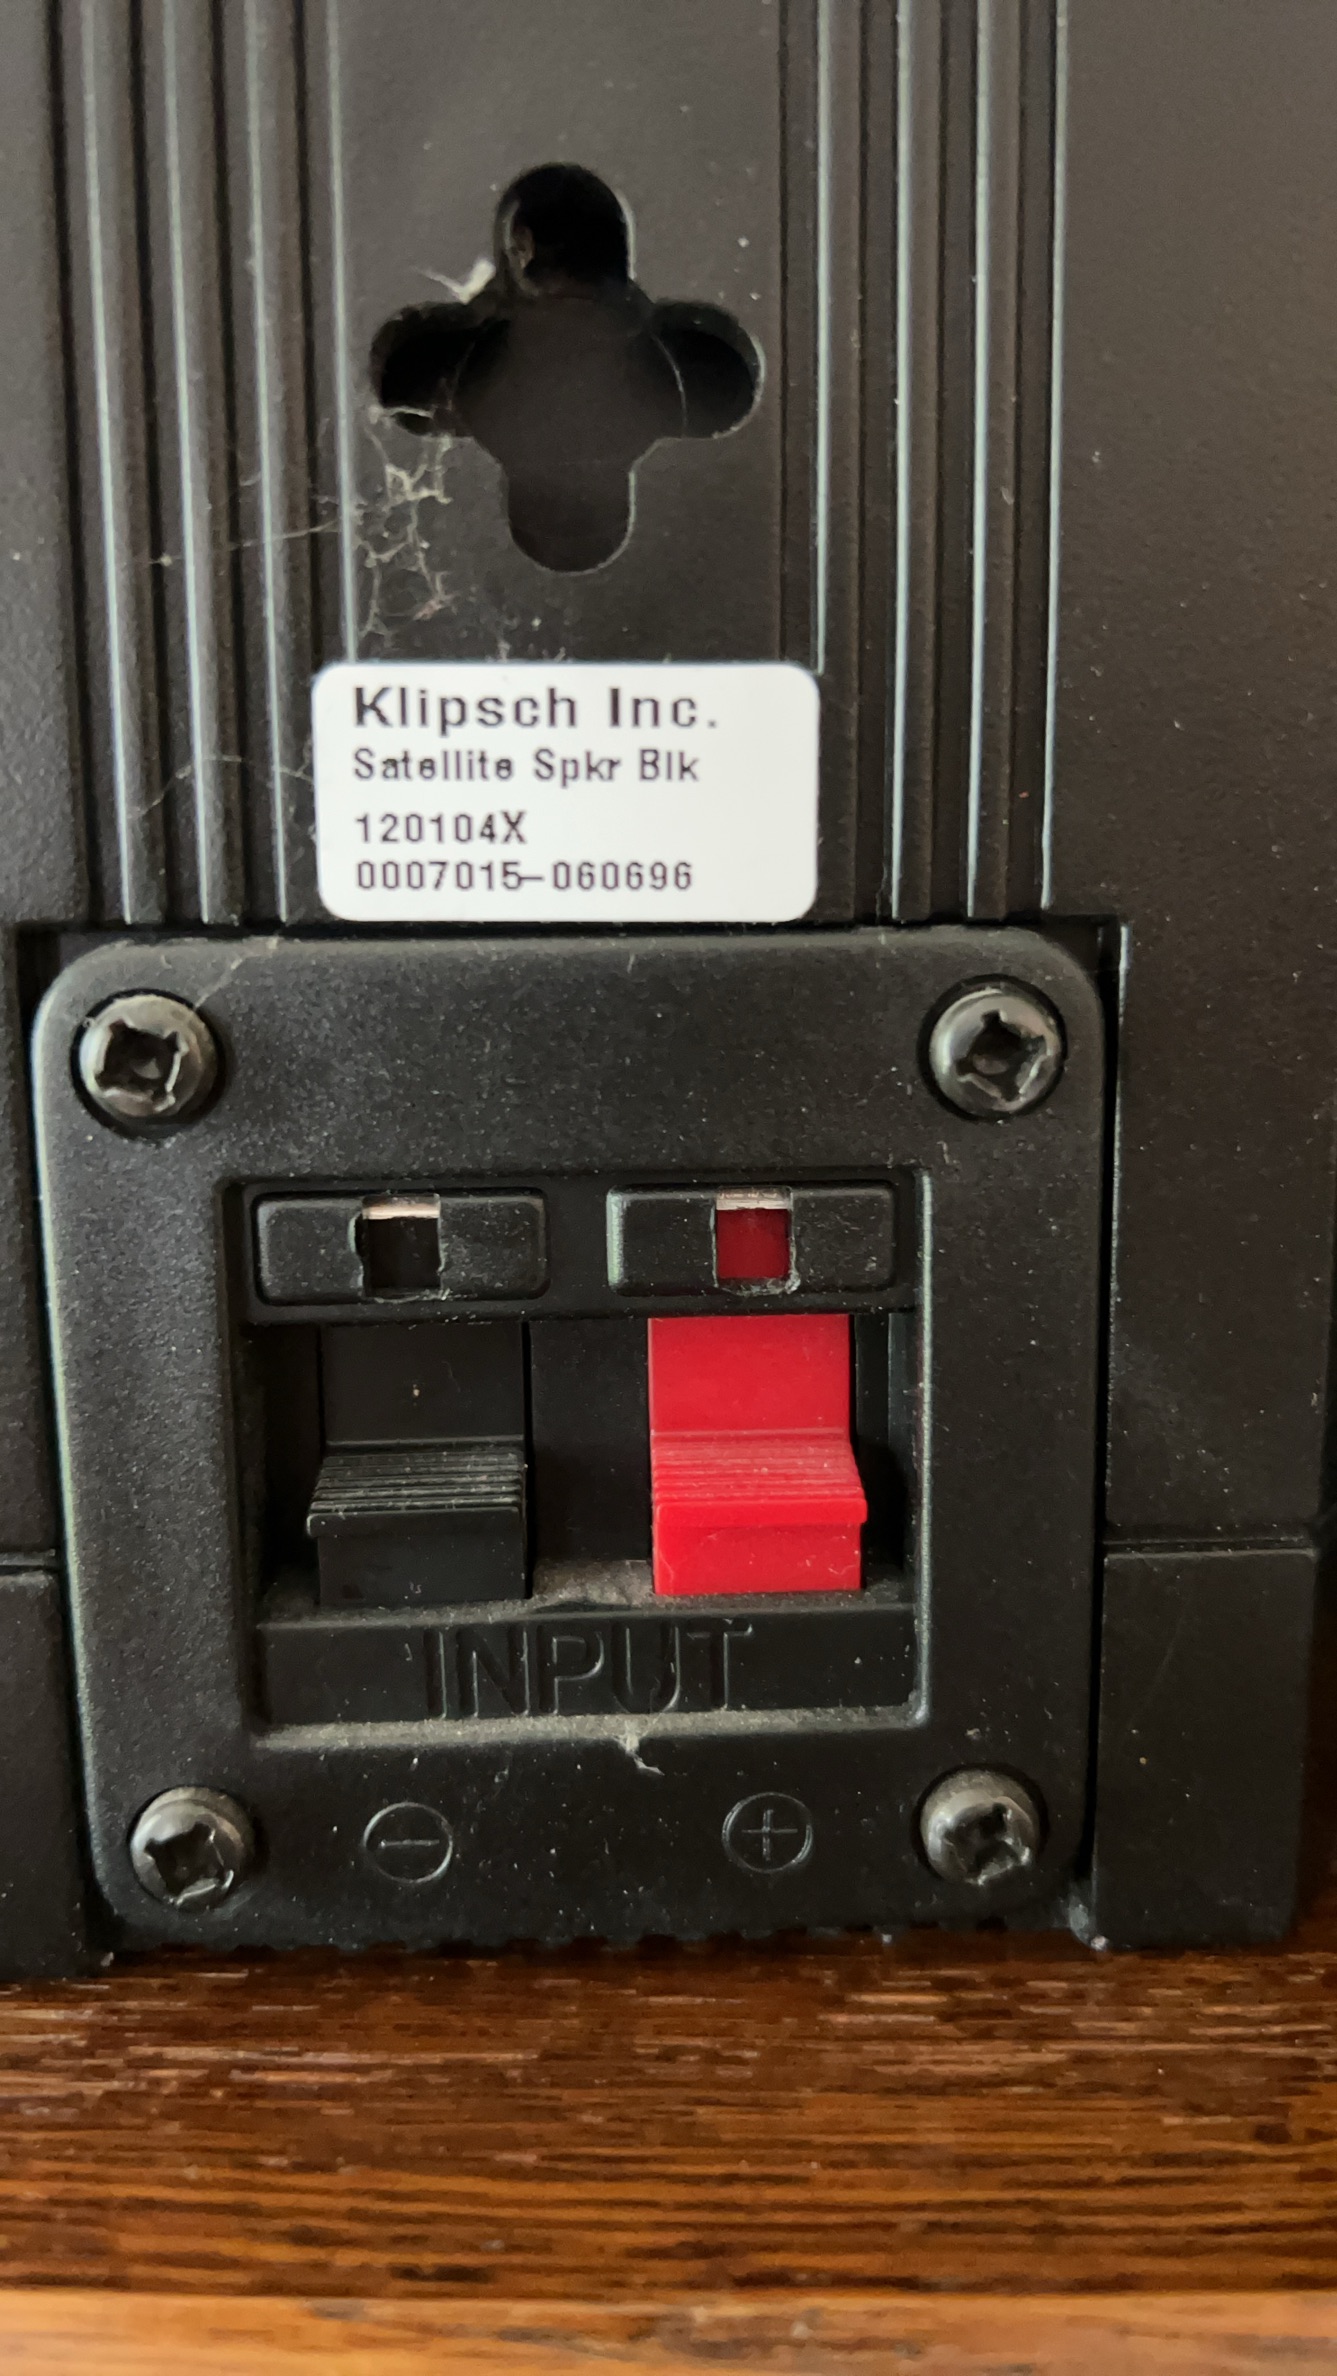 Klipsch Inc.
Satellite Spkr Blk
120104X
0007015-060696
INPUT
- +